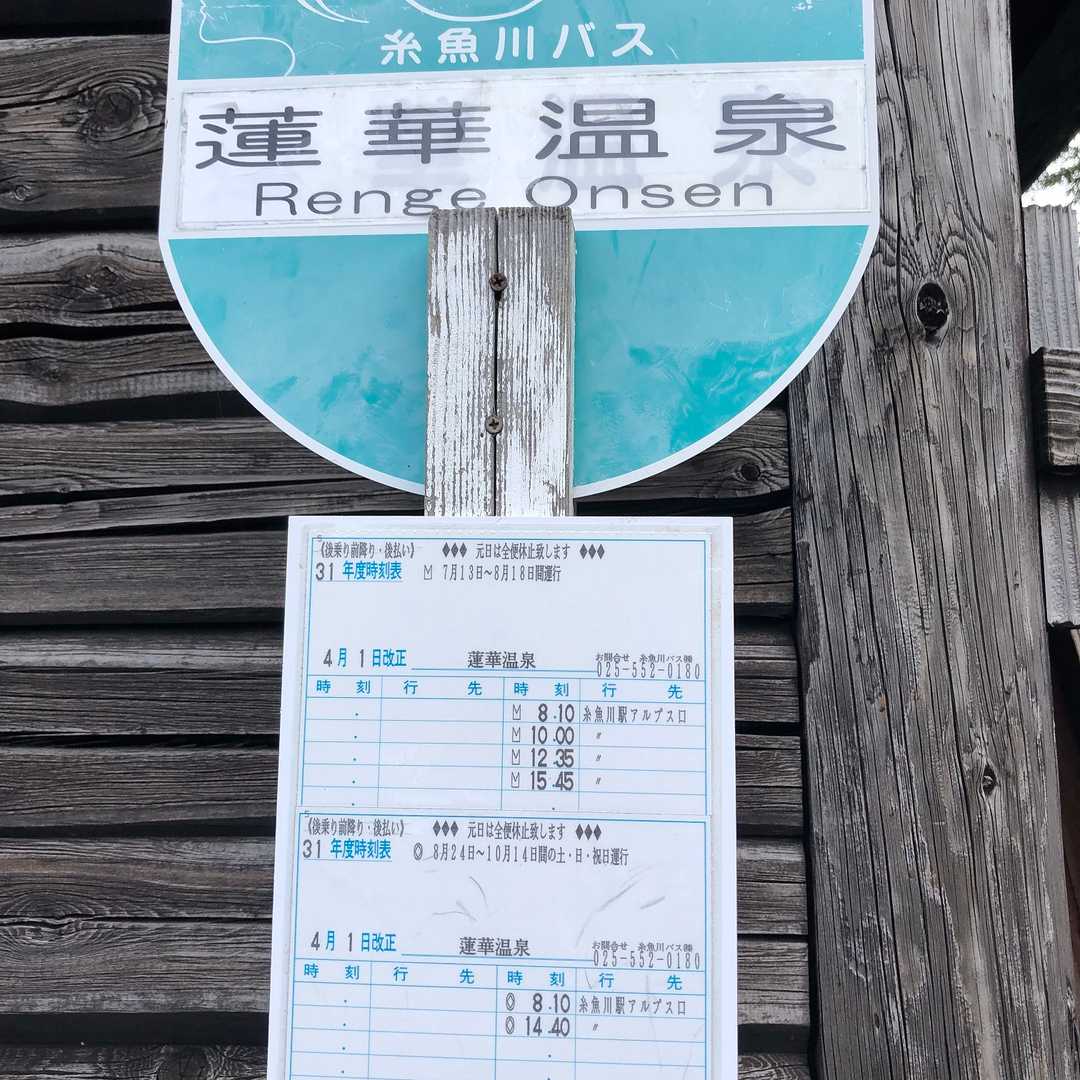 糸魚川バス
蓮華温泉
Renge Onsen
《後乗り前降り・後払い》 ♦♦♦ 元日は全便休止致します ♦♦♦
31 年度時刻表 M 7月13日～8月18日間運行
4月 1日改正 蓮華温泉 お問合せ 糸魚川バス㈱
025-552-0180
時刻 行先 時刻 行先
M 8.10 糸魚川駅アルプス口
M 10.00 〃
M 12.35 〃
M 15.45 〃
《後乗り前降り・後払い》 ♦♦♦ 元日は全便休止致します ♦♦♦
31 年度時刻表 ◎ 8月24日～10月14日間の土・日・祝日運行
4月 1日改正 蓮華温泉 お問合せ 糸魚川バス㈱
025-552-0180
時刻 行先 時刻 行先
◎ 8.10 糸魚川駅アルプス口
◎ 14.40 〃